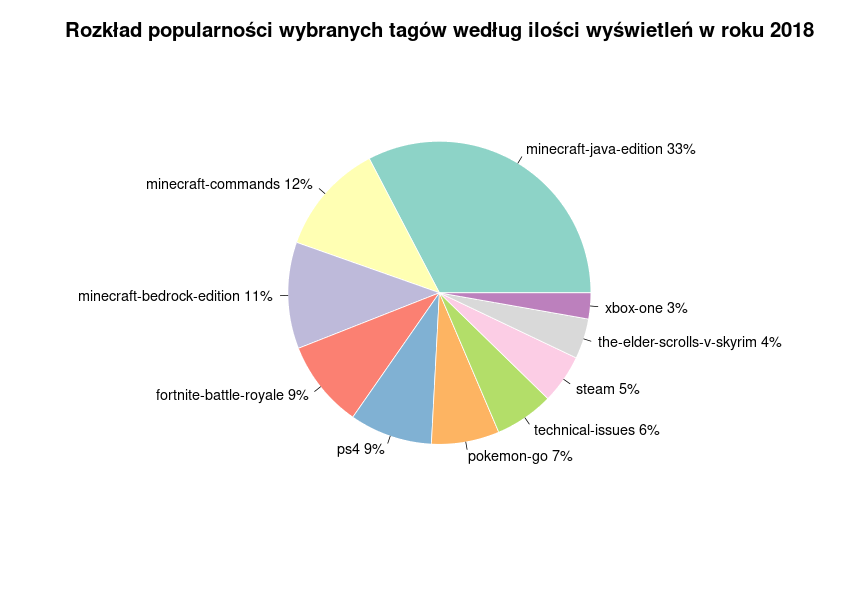 Rozkład popularności wybranych tagów według ilości wyświetleń w roku 2018
minecraft-java-edition 33%
minecraft-commands 12%
minecraft-bedrock-edition 11%
fortnite-battle-royale 9%
ps4 9%
pokemon-go 7%
technical-issues 6%
steam 5%
the-elder-scrolls-v-skyrim 4%
xbox-one 3%